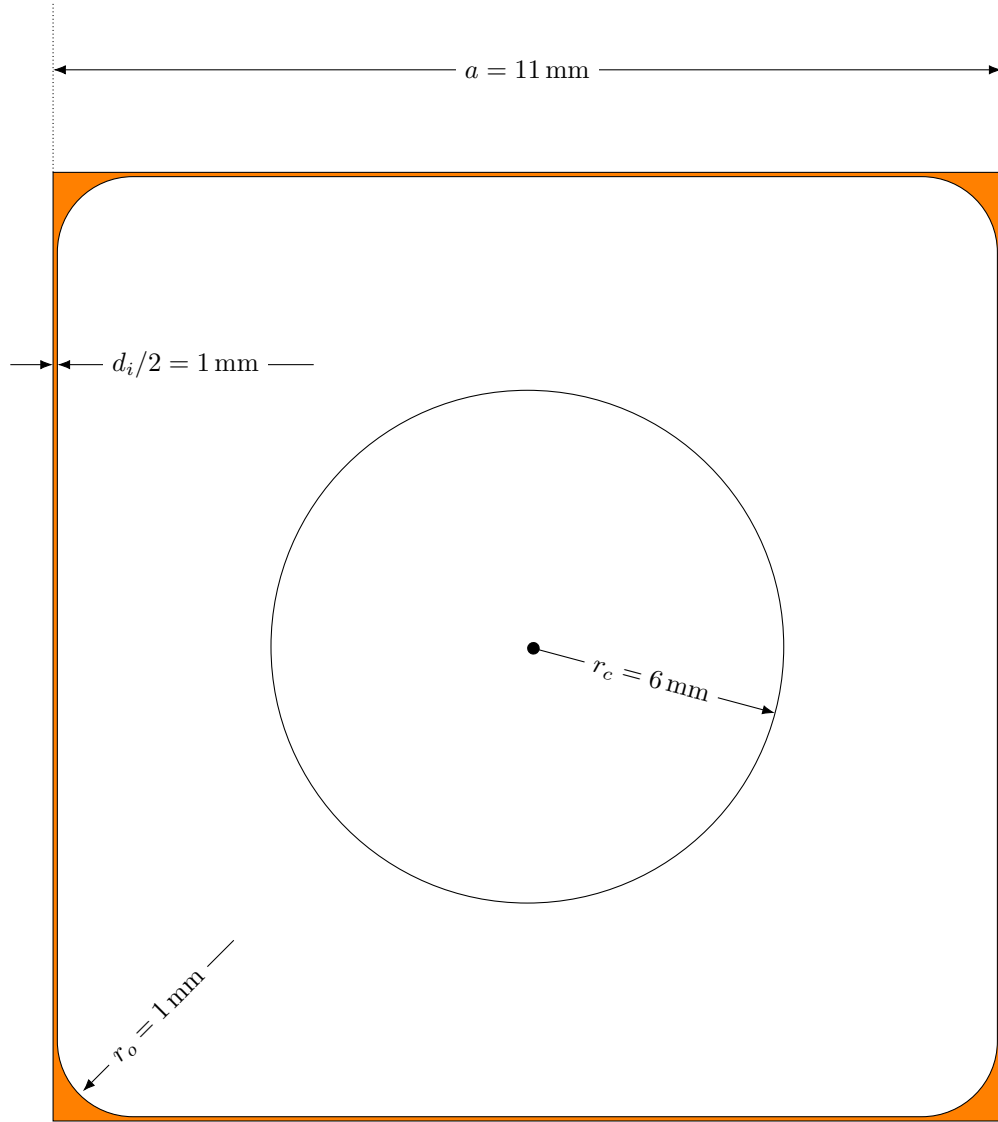 a = 11 mm
d_i/2 = 1 mm
r_c = 6 mm
r_o = 1 mm